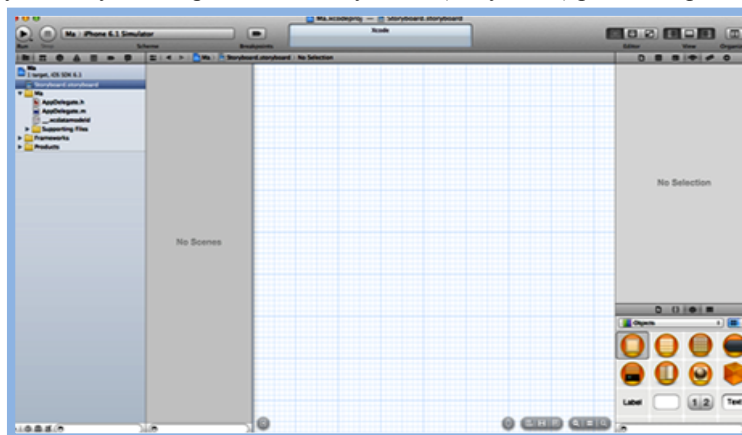 Ma.xcodeproj — Storyboard.storyboard
Ma
iPhone 6.1 Simulator
Xcode
Run
Stop
Scheme
Breakpoints
Editor
View
Ma
Storyboard.storyboard
No Selection
Ma
1 target, iOS SDK 6.1
Storyboard.storyboard
Ma
AppDelegate.h
AppDelegate.m
Supporting Files
Frameworks
Products
No Scenes
No Selection
Objects
Label
1 2
Text